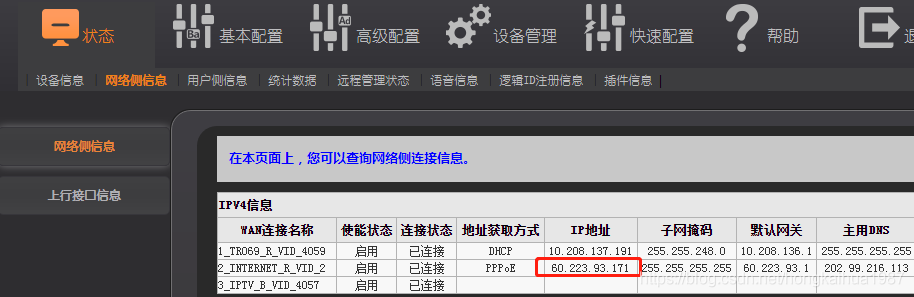 状态 基本配置 高级配置 设备管理 快速配置 帮助 退
设备信息 网络侧信息 用户侧信息 统计数据 远程管理状态 语音信息 逻辑ID注册信息 插件信息
网络侧信息
上行接口信息
在本页面上，您可以查询网络侧连接信息。
IPV4信息
WAN连接名称 使能状态 连接状态 地址获取方式 IP地址 子网掩码 默认网关 主用DNS
1_TR069_R_VID_4059 启用 已连接 DHCP 10.208.137.191 255.255.248.0 10.208.136.1 255.255.255.255
2_INTERNET_R_VID_2 启用 已连接 PPPoE 60.223.93.171 255.255.255.255 60.223.93.1 202.99.216.113
3_IPTV_B_VID_4057 启用 已连接
https://blog.csdn.net/hongkaihua1987